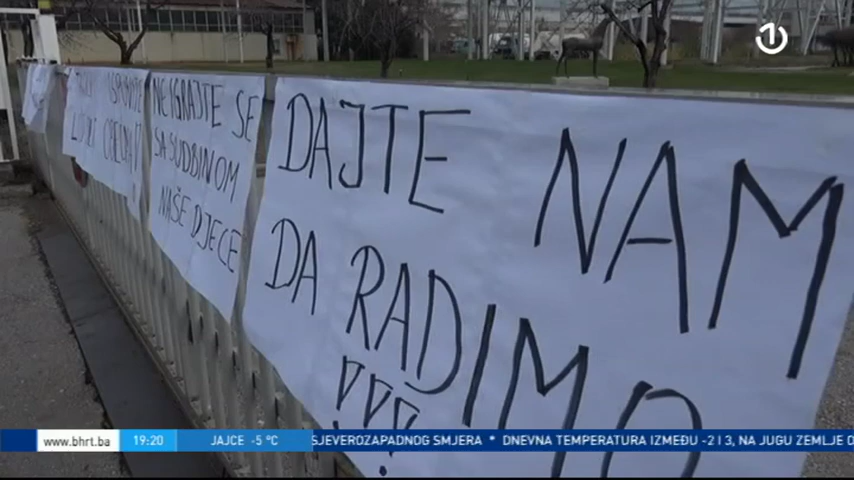 DAJTE NAM
DA RADIMO
!!!
NE IGRAJTE SE
SA SUDBINOM
NAŠE DJECE
1
www.bhrt.ba 19:20 JAJCE -5 °C SJEVEROZAPADNOG SMJERA * DNEVNA TEMPERATURA IZMEĐU -2 I 3, NA JUGU ZEMLJE